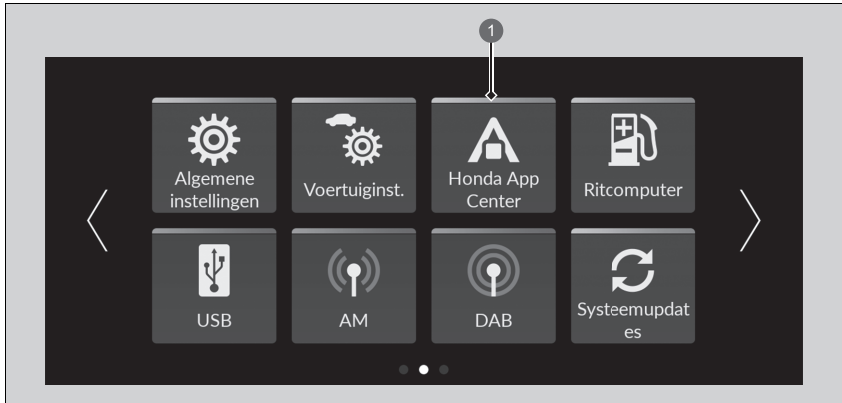 1
Algemene
instellingen
Voertuiginst.
Honda App
Center
Ritcomputer
USB
AM
DAB
Systeemupdat
es